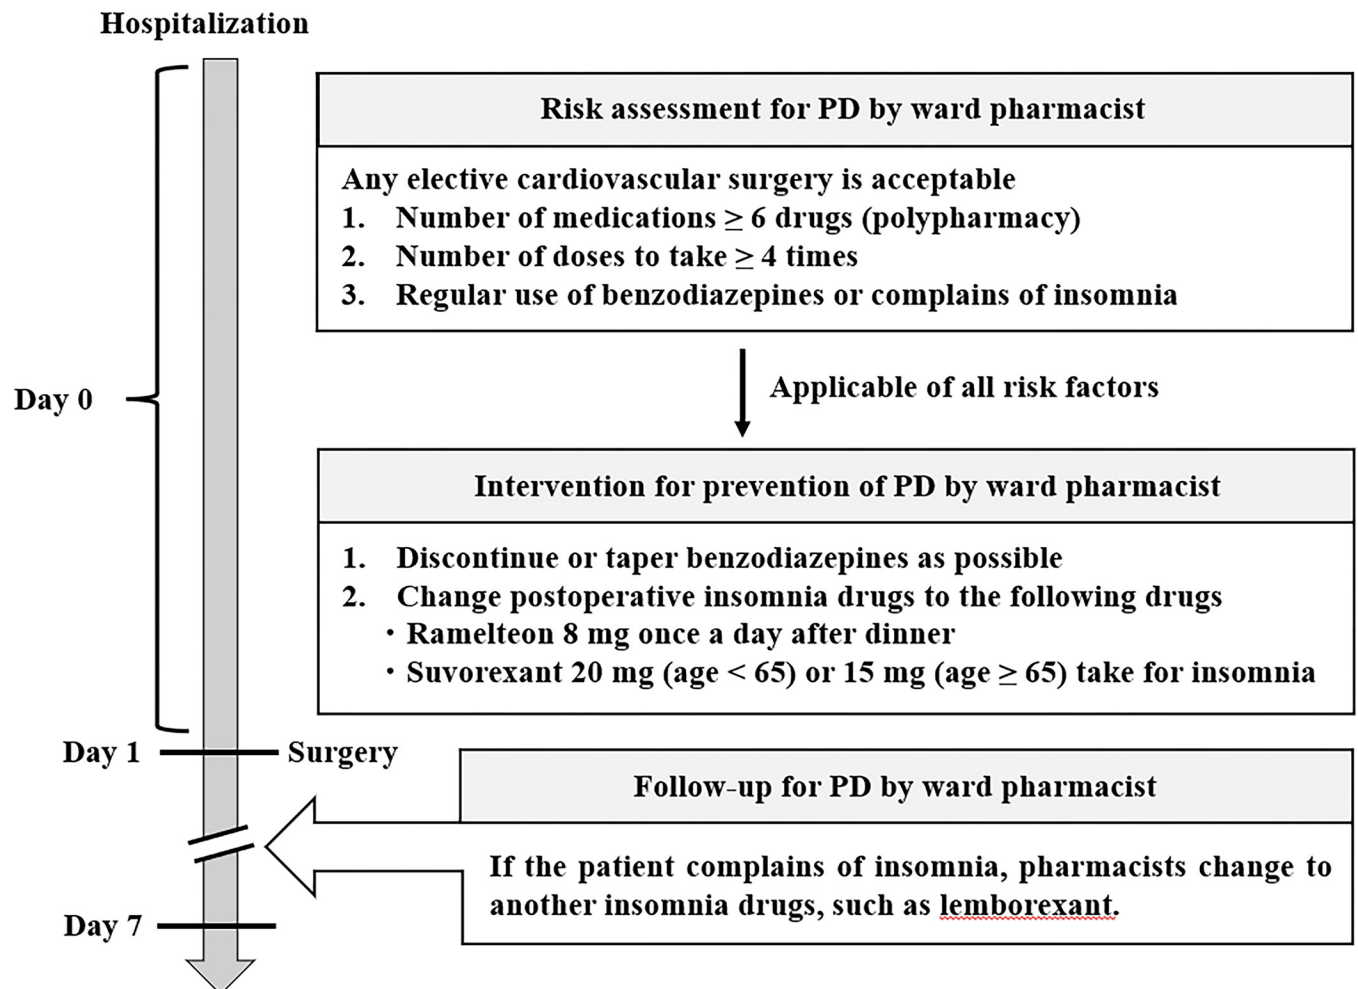 Hospitalization
Risk assessment for PD by ward pharmacist
Any elective cardiovascular surgery is acceptable
1. Number of medications ≥ 6 drugs (polypharmacy)
2. Number of doses to take ≥ 4 times
3. Regular use of benzodiazepines or complains of insomnia
Day 0
Applicable of all risk factors
Intervention for prevention of PD by ward pharmacist
1. Discontinue or taper benzodiazepines as possible
2. Change postoperative insomnia drugs to the following drugs
・Ramelteon 8 mg once a day after dinner
・Suvorexant 20 mg (age < 65) or 15 mg (age ≥ 65) take for insomnia
Day 1
Surgery
Follow-up for PD by ward pharmacist
If the patient complains of insomnia, pharmacists change to
another insomnia drugs, such as lemborexant.
Day 7